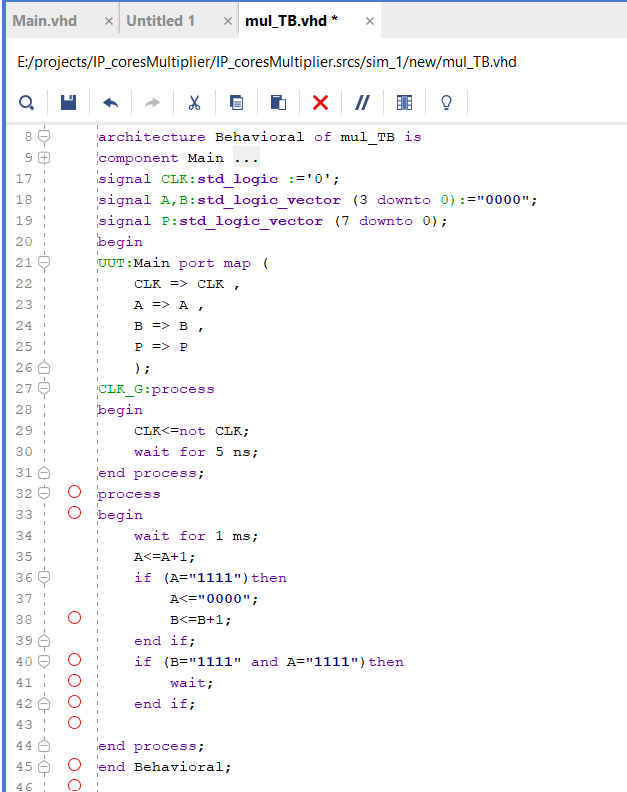 Main.vhd × Untitled 1 × mul_TB.vhd * ×
E:/projects/IP_coresMultiplier/IP_coresMultiplier.srcs/sim_1/new/mul_TB.vhd
8 architecture Behavioral of mul_TB is
9 component Main ...
17 signal CLK:std_logic :='0';
18 signal A,B:std_logic_vector (3 downto 0):="0000";
19 signal P:std_logic_vector (7 downto 0);
20 begin
21 UUT:Main port map (
22     CLK => CLK ,
23     A => A ,
24     B => B ,
25     P => P
26     );
27 CLK_G:process
28 begin
29     CLK<=not CLK;
30     wait for 5 ns;
31 end process;
32 process
33 begin
34     wait for 1 ms;
35     A<=A+1;
36     if (A="1111")then
37         A<="0000";
38         B<=B+1;
39     end if;
40     if (B="1111" and A="1111")then
41         wait;
42     end if;
43
44 end process;
45 end Behavioral;
46